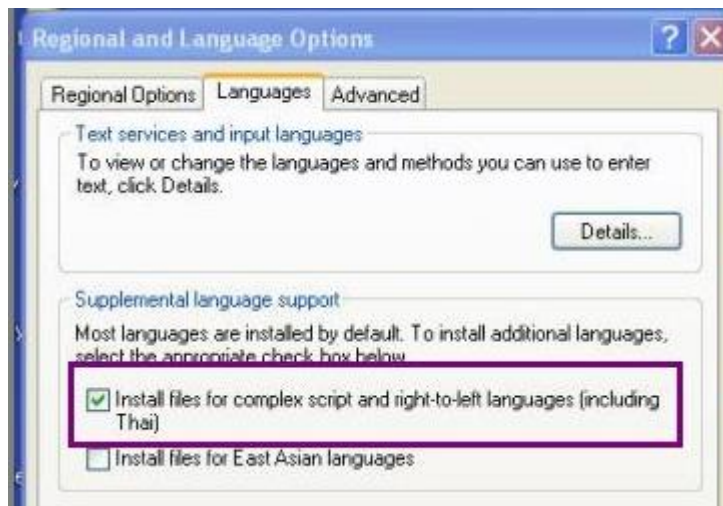 Regional and Language Options
Regional Options Languages Advanced
Text services and input languages
To view or change the languages and methods you can use to enter
text, click Details.
Details...
Supplemental language support
Most languages are installed by default. To install additional languages,
select the appropriate check box below.
Install files for complex script and right-to-left languages (including
Thai)
Install files for East Asian languages